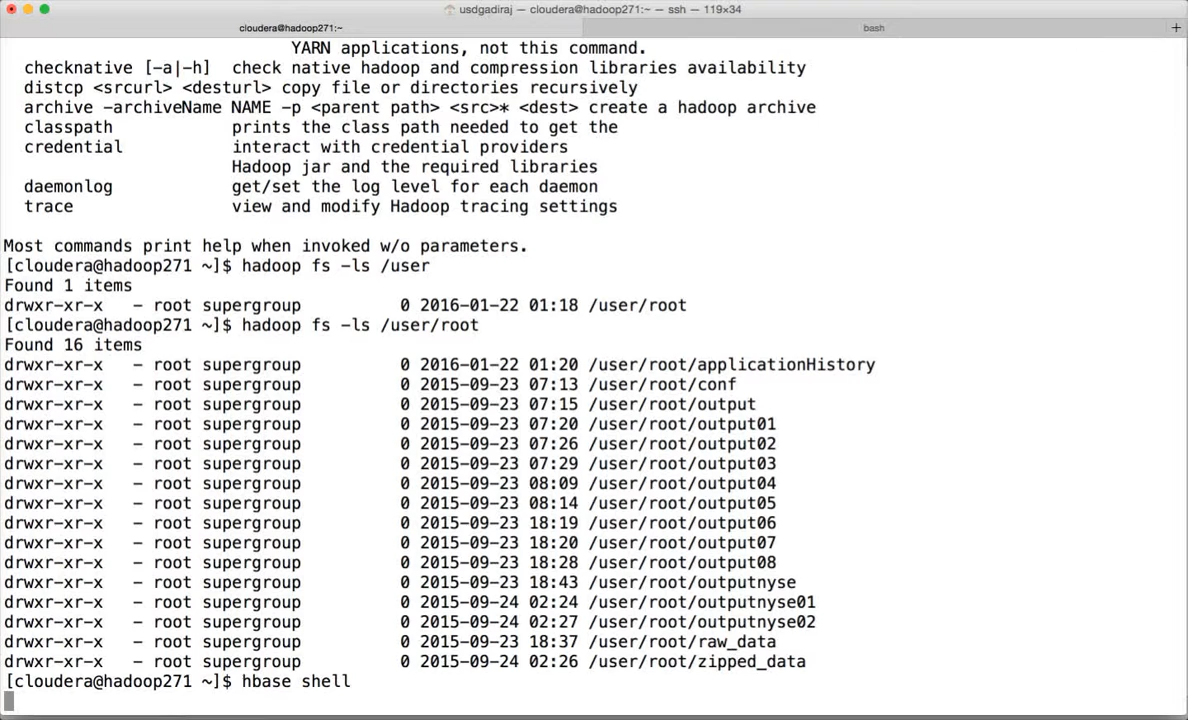 usdgadiraj — cloudera@hadoop271:~ — ssh — 119×34
cloudera@hadoop271:~ bash +
YARN applications, not this command.
checknative [-a|-h] check native hadoop and compression libraries availability
distcp <srcurl> <desturl> copy file or directories recursively
archive -archiveName NAME -p <parent path> <src>* <dest> create a hadoop archive
classpath prints the class path needed to get the
credential interact with credential providers
Hadoop jar and the required libraries
daemonlog get/set the log level for each daemon
trace view and modify Hadoop tracing settings
Most commands print help when invoked w/o parameters.
[cloudera@hadoop271 ~]$ hadoop fs -ls /user
Found 1 items
drwxr-xr-x - root supergroup 0 2016-01-22 01:18 /user/root
[cloudera@hadoop271 ~]$ hadoop fs -ls /user/root
Found 16 items
drwxr-xr-x - root supergroup 0 2016-01-22 01:20 /user/root/applicationHistory
drwxr-xr-x - root supergroup 0 2015-09-23 07:13 /user/root/conf
drwxr-xr-x - root supergroup 0 2015-09-23 07:15 /user/root/output
drwxr-xr-x - root supergroup 0 2015-09-23 07:20 /user/root/output01
drwxr-xr-x - root supergroup 0 2015-09-23 07:26 /user/root/output02
drwxr-xr-x - root supergroup 0 2015-09-23 07:29 /user/root/output03
drwxr-xr-x - root supergroup 0 2015-09-23 08:09 /user/root/output04
drwxr-xr-x - root supergroup 0 2015-09-23 08:14 /user/root/output05
drwxr-xr-x - root supergroup 0 2015-09-23 18:19 /user/root/output06
drwxr-xr-x - root supergroup 0 2015-09-23 18:20 /user/root/output07
drwxr-xr-x - root supergroup 0 2015-09-23 18:28 /user/root/output08
drwxr-xr-x - root supergroup 0 2015-09-23 18:43 /user/root/outputnyse
drwxr-xr-x - root supergroup 0 2015-09-24 02:24 /user/root/outputnyse01
drwxr-xr-x - root supergroup 0 2015-09-24 02:27 /user/root/outputnyse02
drwxr-xr-x - root supergroup 0 2015-09-23 18:37 /user/root/raw_data
drwxr-xr-x - root supergroup 0 2015-09-24 02:26 /user/root/zipped_data
[cloudera@hadoop271 ~]$ hbase shell